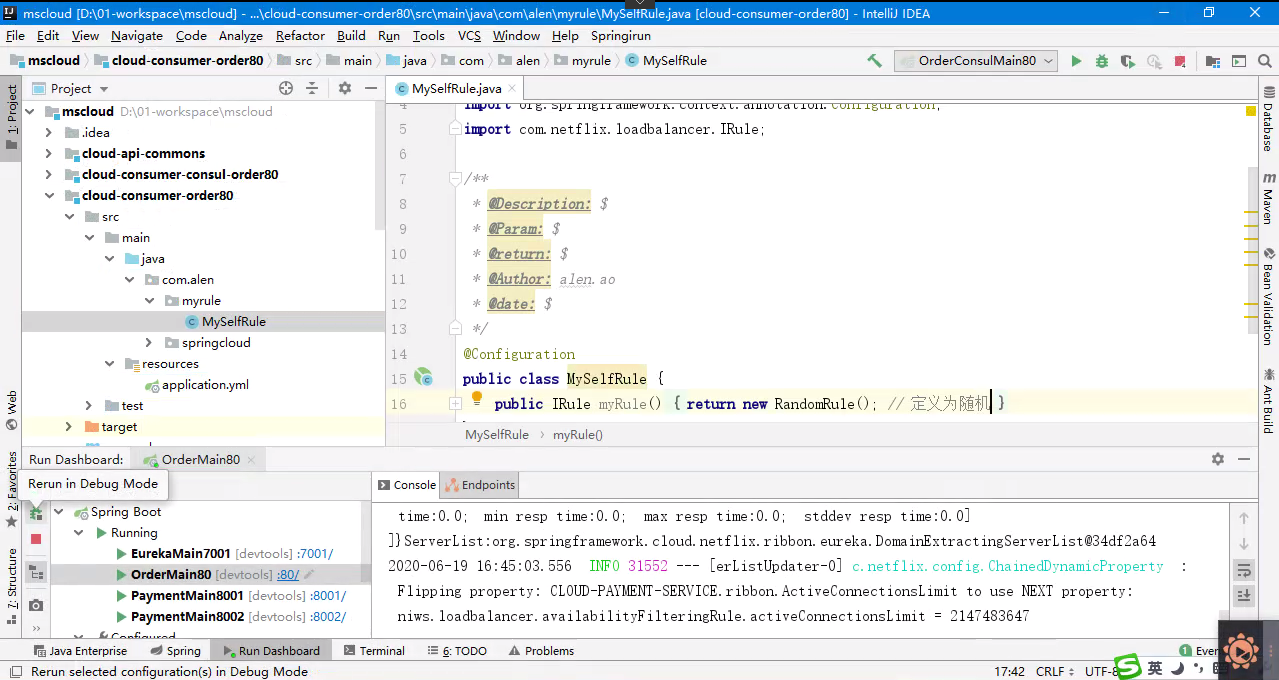 mscloud [D:\01-workspace\mscloud] - ...\cloud-consumer-order80\src\main\java\com\alen\myrule\MySelfRule.java [cloud-consumer-order80] - IntelliJ IDEA
File Edit View Navigate Code Analyze Refactor Build Run Tools VCS Window Help Springirun
mscloud cloud-consumer-order80 src main java com alen myrule MySelfRule OrderConsulMain80
1: Project
Project
MySelfRule.java
mscloud D:\01-workspace\mscloud
.idea
cloud-api-commons
cloud-consumer-consul-order80
cloud-consumer-order80
src
main
java
com.alen
myrule
MySelfRule
springcloud
resources
application.yml
test
target
4 import org.springframework.context.annotation.Configuration;
5 import com.netflix.loadbalancer.IRule;
6
7 /**
8 * @Description: $
9 * @Param: $
10 * @return: $
11 * @Author: alen.ao
12 * @date: $
13 */
14 @Configuration
15 public class MySelfRule {
16 public IRule myRule() { return new RandomRule(); // 定义为随机 }
MySelfRule myRule()
Database
Maven
Bean Validation
Ant Build
Web
2: Favorites
7: Structure
Run Dashboard: OrderMain80
Rerun in Debug Mode
Spring Boot
Running
EurekaMain7001 [devtools] :7001/
OrderMain80 [devtools] :80/
PaymentMain8001 [devtools] :8001/
PaymentMain8002 [devtools] :8002/
Configured
Console Endpoints
time:0.0; min resp time:0.0; max resp time:0.0; stddev resp time:0.0]
]}ServerList:org.springframework.cloud.netflix.ribbon.eureka.DomainExtractingServerList@34df2a64
2020-06-19 16:45:03.556 INFO 31552 --- [erListUpdater-0] c.netflix.config.ChainedDynamicProperty :
Flipping property: CLOUD-PAYMENT-SERVICE.ribbon.ActiveConnectionsLimit to use NEXT property:
niws.loadbalancer.availabilityFilteringRule.activeConnectionsLimit = 2147483647
Java Enterprise Spring Run Dashboard Terminal 6: TODO Problems 1 Even
Rerun selected configuration(s) in Debug Mode 17:42 CRLF UTF-8 英